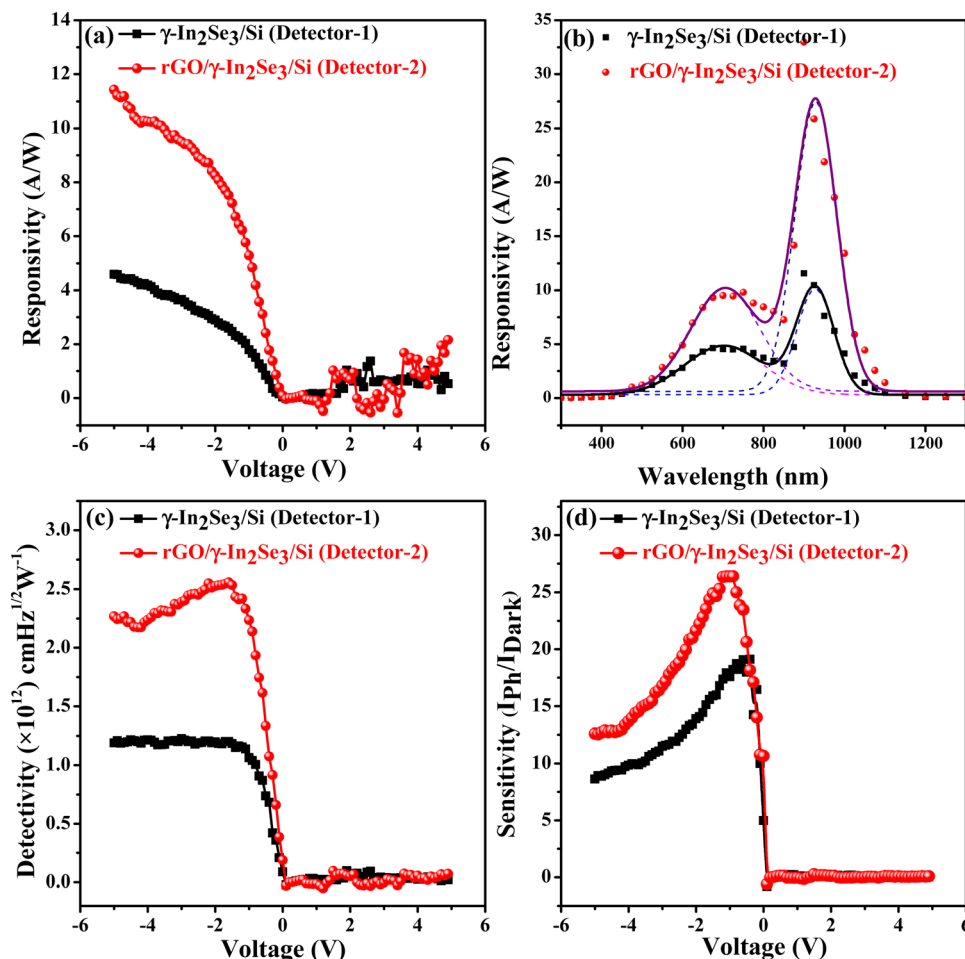 (a)
γ-In2Se3/Si (Detector-1)
rGO/γ-In2Se3/Si (Detector-2)
14
12
10
8
6
4
2
0
Responsivity (A/W)
-6 -4 -2 0 2 4 6
Voltage (V)
(b)
γ-In2Se3/Si (Detector-1)
rGO/γ-In2Se3/Si (Detector-2)
35
30
25
20
15
10
5
0
Responsivity (A/W)
400 600 800 1000 1200
Wavelength (nm)
(c)
γ-In2Se3/Si (Detector-1)
rGO/γ-In2Se3/Si (Detector-2)
3.0
2.5
2.0
1.5
1.0
0.5
0.0
Detectivity (×10^12) cmHz^1/2W^-1
-6 -4 -2 0 2 4 6
Voltage (V)
(d)
γ-In2Se3/Si (Detector-1)
rGO/γ-In2Se3/Si (Detector-2)
30
25
20
15
10
5
0
Sensitivity (IPh/IDark)
-6 -4 -2 0 2 4 6
Voltage (V)